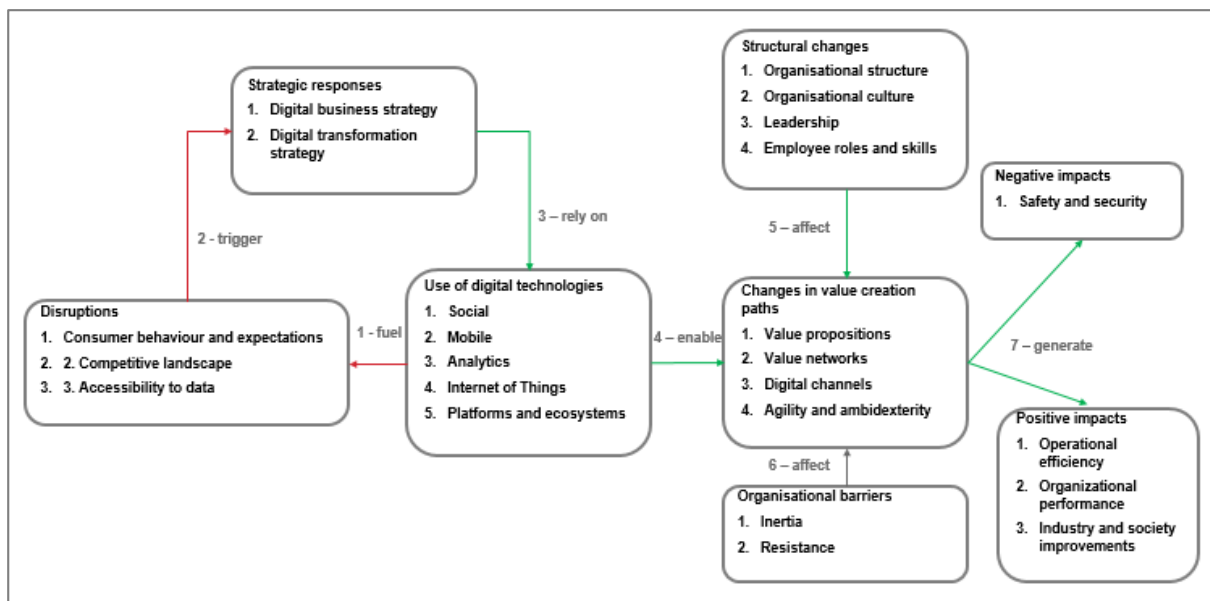 Structural changes
1. Organisational structure
2. Organisational culture
3. Leadership
4. Employee roles and skills
Strategic responses
1. Digital business strategy
2. Digital transformation
strategy
Negative impacts
1. Safety and security
3 – rely on
5 – affect
2 - trigger
Use of digital technologies
1. Social
2. Mobile
3. Analytics
4. Internet of Things
5. Platforms and ecosystems
Changes in value creation
paths
1. Value propositions
2. Value networks
3. Digital channels
4. Agility and ambidexterity
Disruptions
1. Consumer behaviour and expectations
2. 2. Competitive landscape
3. 3. Accessibility to data
1 - fuel
4 – enable
7 – generate
Positive impacts
1. Operational
efficiency
2. Organizational
performance
3. Industry and society
improvements
6 – affect
Organisational barriers
1. Inertia
2. Resistance